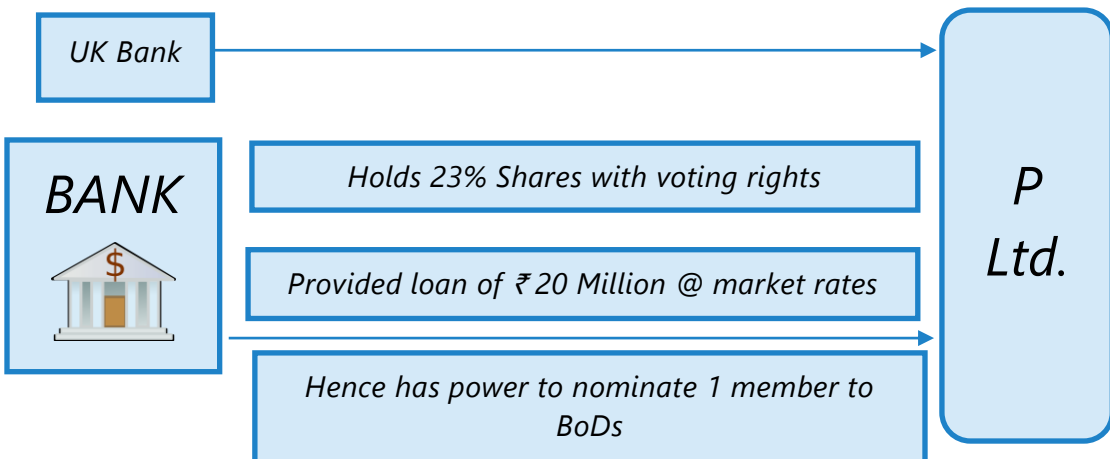 UK Bank
BANK
$
Holds 23% Shares with voting rights
Provided loan of ₹ 20 Million @ market rates
Hence has power to nominate 1 member to
BoDs
P
Ltd.